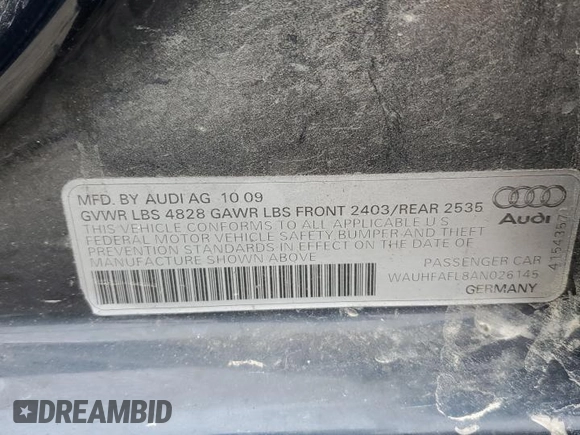 MFD. BY AUDI AG 10 09
GVWR LBS 4828 GAWR LBS FRONT 2403/REAR 2535
THIS VEHICLE CONFORMS TO ALL APPLICABLE U S
FEDERAL MOTOR VEHICLE SAFETY BUMPER AND THEFT
PREVENTION STANDARDS IN EFFECT ON THE DATE OF
MANUFACTURE SHOWN ABOVE
PASSENGER CAR
WAUHFAFL8AN026145
GERMANY
Audi
41543571
DREAMBID